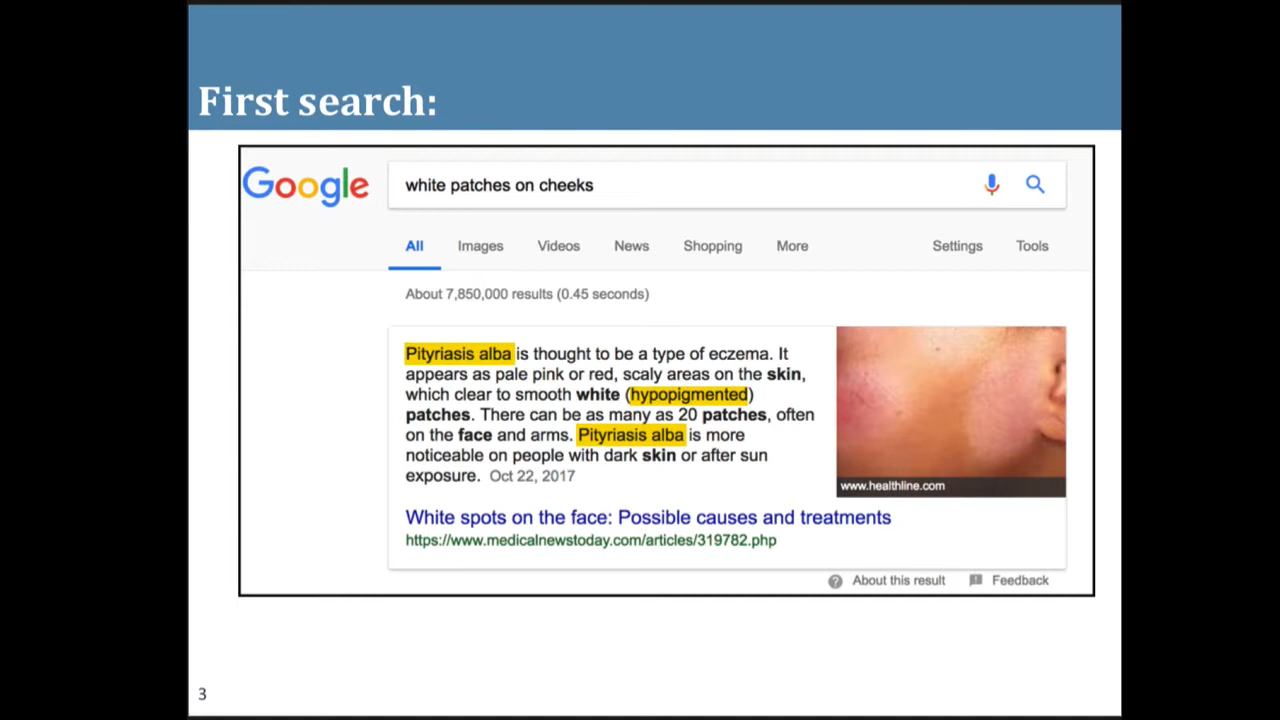 First search:
Google
white patches on cheeks
All Images Videos News Shopping More Settings Tools
About 7,850,000 results (0.45 seconds)
Pityriasis alba is thought to be a type of eczema. It
appears as pale pink or red, scaly areas on the skin,
which clear to smooth white (hypopigmented)
patches. There can be as many as 20 patches, often
on the face and arms. Pityriasis alba is more
noticeable on people with dark skin or after sun
exposure. Oct 22, 2017
www.healthline.com
White spots on the face: Possible causes and treatments
https://www.medicalnewstoday.com/articles/319782.php
About this result Feedback
3